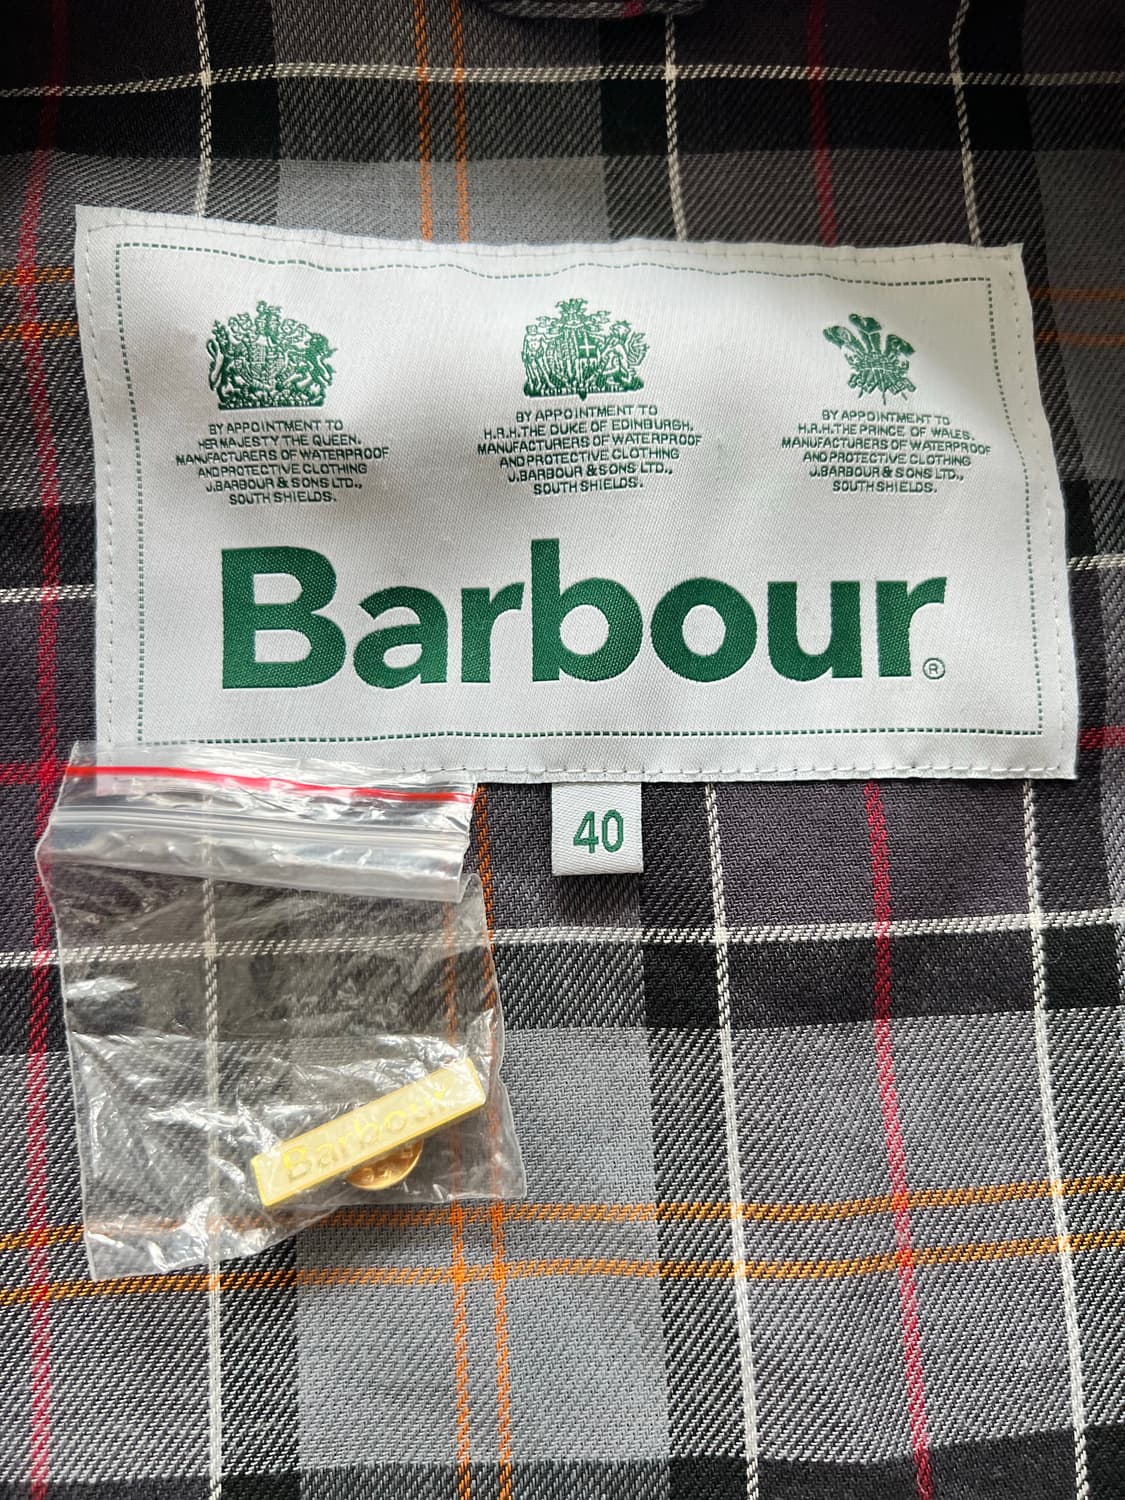 BY APPOINTMENT TO
HER MAJESTY THE QUEEN.
MANUFACTURERS OF WATERPROOF
AND PROTECTIVE CLOTHING
J.BARBOUR & SONS LTD.,
SOUTH SHIELDS.
BY APPOINTMENT TO
H.R.H. THE DUKE OF EDINBURGH.
MANUFACTURERS OF WATERPROOF
AND PROTECTIVE CLOTHING
J.BARBOUR & SONS LTD.,
SOUTH SHIELDS.
BY APPOINTMENT TO
H.R.H. THE PRINCE OF WALES.
MANUFACTURERS OF WATERPROOF
AND PROTECTIVE CLOTHING
J.BARBOUR & SONS LTD.,
SOUTH SHIELDS.
Barbour®
40
Barbour